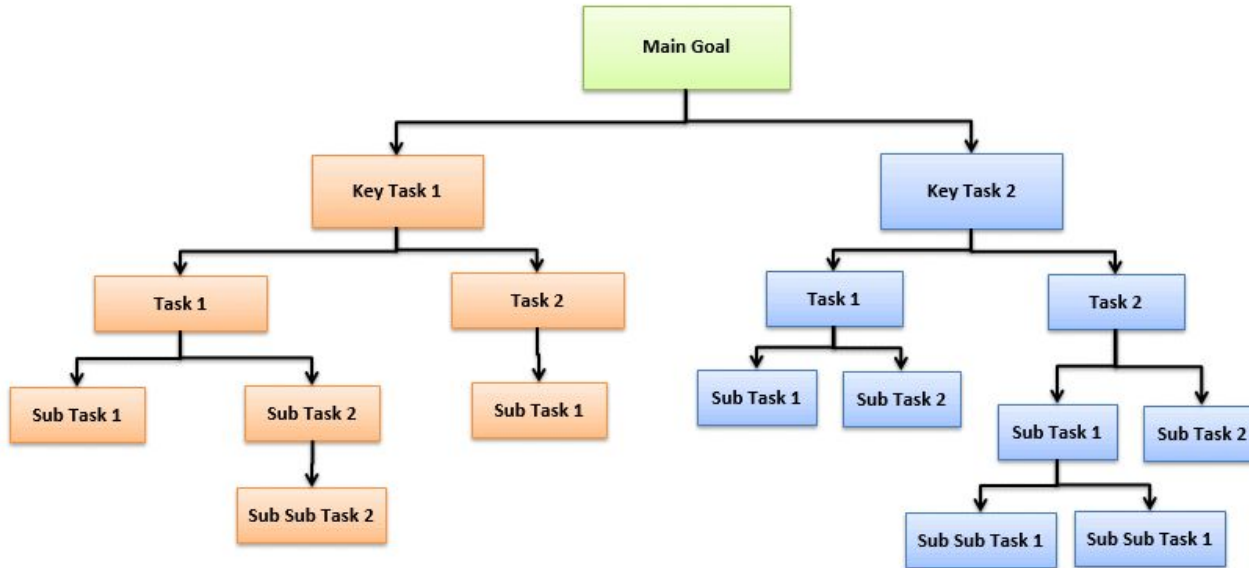 Main Goal
Key Task 1
Key Task 2
Task 1
Task 2
Task 1
Task 2
Sub Task 1
Sub Task 2
Sub Task 1
Sub Task 1
Sub Task 2
Sub Task 1
Sub Task 2
Sub Sub Task 2
Sub Sub Task 1
Sub Sub Task 1